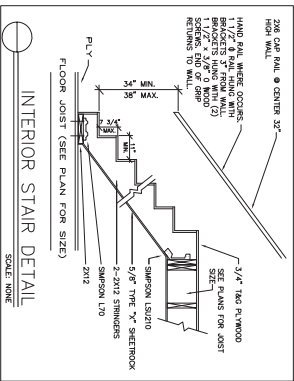 2X6 CAP RAIL @ CENTER 32"
HIGH WALL
HAND RAIL WHERE OCCURS.
1 1/2" Ø RAIL HUNG WITH
BRACKETS 3" FROM WALL.
BRACKETS HUNG WITH (2)
1 1/2" x 3/8" Ø WOOD
SCREWS. END OF GRIP
RETURNS TO WALL.
34" MIN.
38" MAX.
7 3/4"
MAX.
11"
MIN.
PLY.
FLOOR JOIST (SEE PLAN FOR SIZE)
3/4" T&G PLYWOOD
SEE PLANS FOR JOIST
SIZE
SIMPSON LSU210
5/8" TYPE "X" SHEETROCK
2-2X12 STRINGERS
SIMPSON L70
2X12
INTERIOR STAIR DETAIL
SCALE: NONE